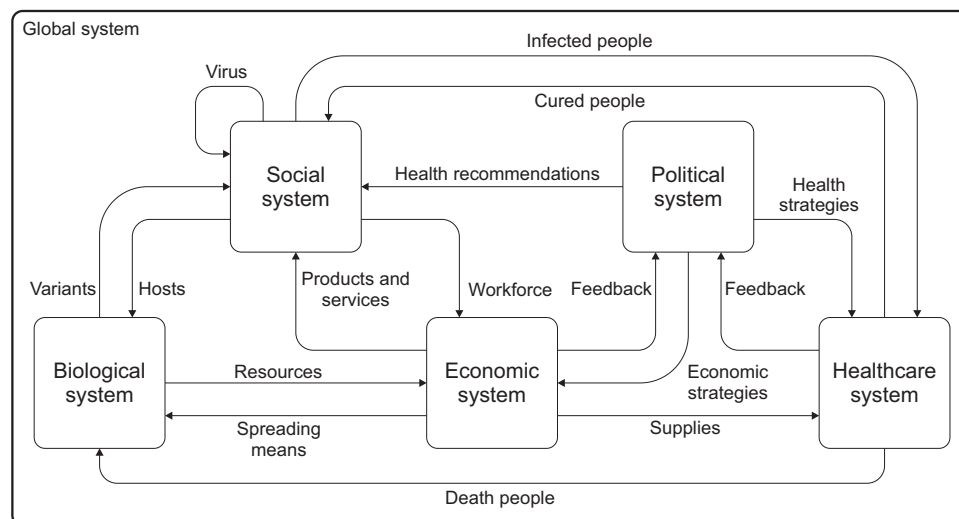 Global system
Infected people
Virus
Cured people
Social
system
Health recommendations
Political
system
Health
strategies
Variants
Hosts
Products and
services
Workforce
Feedback
Feedback
Biological
system
Resources
Economic
system
Economic
strategies
Healthcare
system
Spreading
means
Supplies
Death people